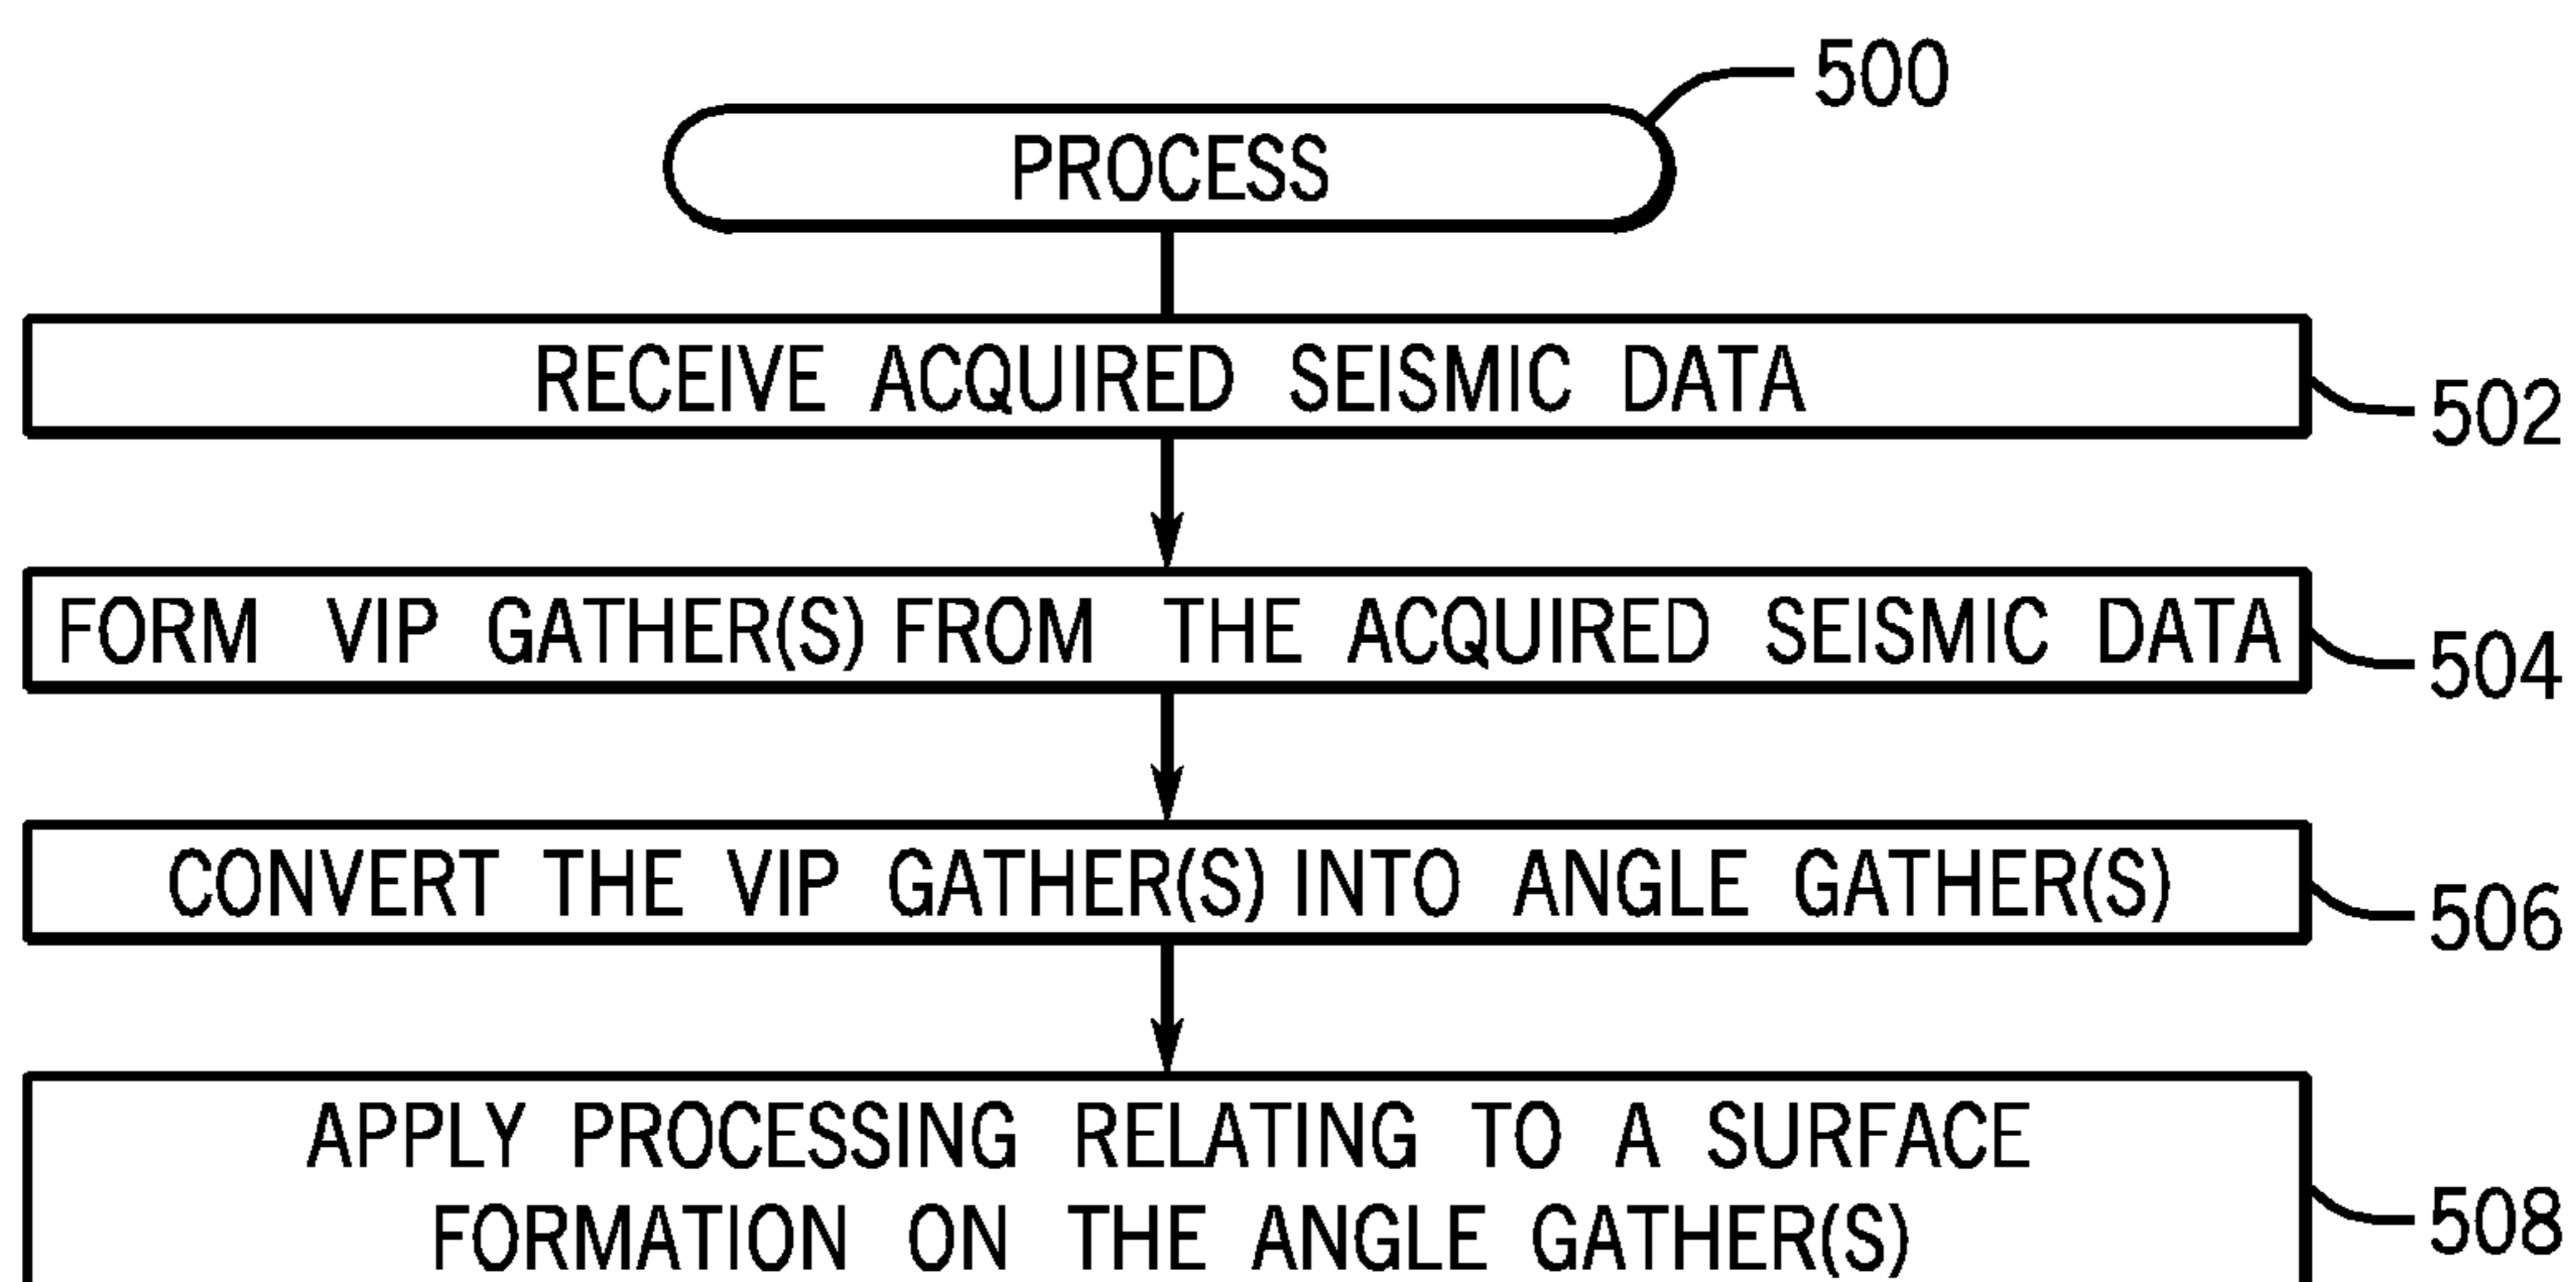 500
PROCESS
RECEIVE ACQUIRED SEISMIC DATA
502
FORM VIP GATHER(S) FROM THE ACQUIRED SEISMIC DATA
504
CONVERT THE VIP GATHER(S) INTO ANGLE GATHER(S)
506
APPLY PROCESSING RELATING TO A SURFACE
FORMATION ON THE ANGLE GATHER(S)
508